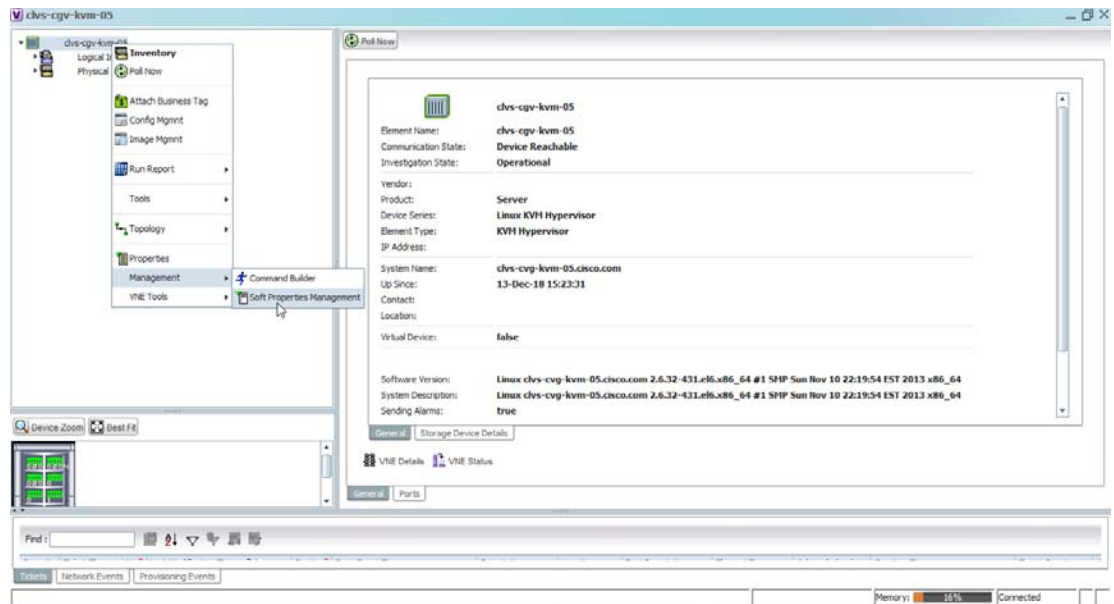 clvs-cgv-kvm-05
clvs-cgv-kvm-05
Logical In
Physical
Inventory
Poll Now
Attach Business Tag
Config Mgmnt
Image Mgmnt
Run Report
Tools
Topology
Properties
Management
VNE Tools
Command Builder
Soft Properties Management
Device Zoom
Best Fit
Poll Now
clvs-cgv-kvm-05
Element Name: clvs-cgv-kvm-05
Communication State: Device Reachable
Investigation State: Operational
Vendor:
Product: Server
Device Series: Linux KVM Hypervisor
Element Type: KVM Hypervisor
IP Address:
System Name: clvs-cvg-kvm-05.cisco.com
Up Since: 13-Dec-18 15:23:31
Contact:
Location:
Virtual Device: false
Software Version: Linux clvs-cvg-kvm-05.cisco.com 2.6.32-431.el6.x86_64 #1 SMP Sun Nov 10 22:19:54 EST 2013 x86_64
System Description: Linux clvs-cvg-kvm-05.cisco.com 2.6.32-431.el6.x86_64 #1 SMP Sun Nov 10 22:19:54 EST 2013 x86_64
Sending Alarms: true
General Storage Device Details
VNE Details VNE Status
General Ports
Find :
Tickets Network Events Provisioning Events
Memory: 16% Connected